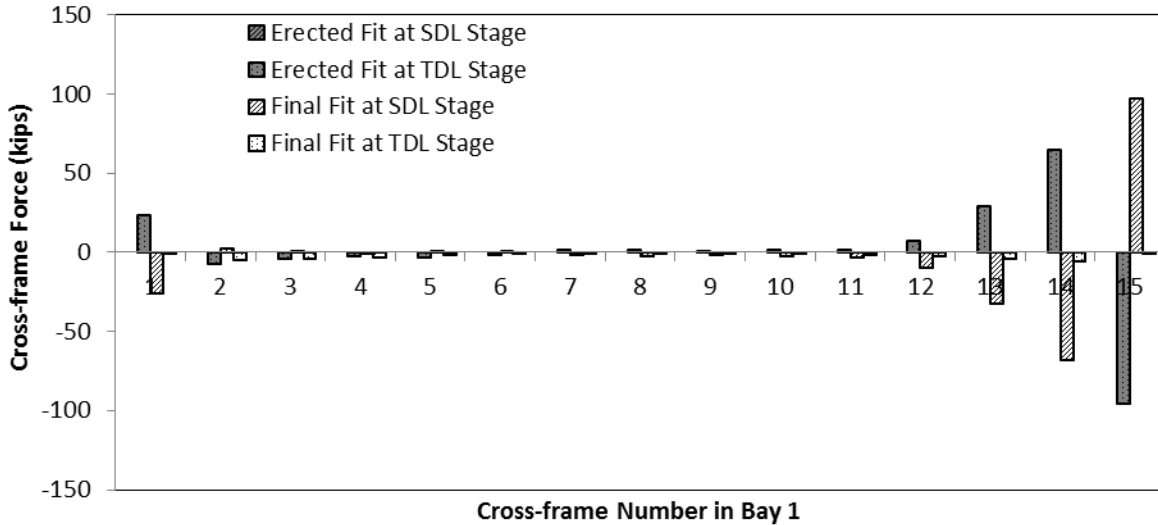 150
100
50
0
-50
-100
-150
Cross-frame Force (kips)
Erected Fit at SDL Stage
Erected Fit at TDL Stage
Final Fit at SDL Stage
Final Fit at TDL Stage
1 2 3 4 5 6 7 8 9 10 11 12 13 14 15
Cross-frame Number in Bay 1